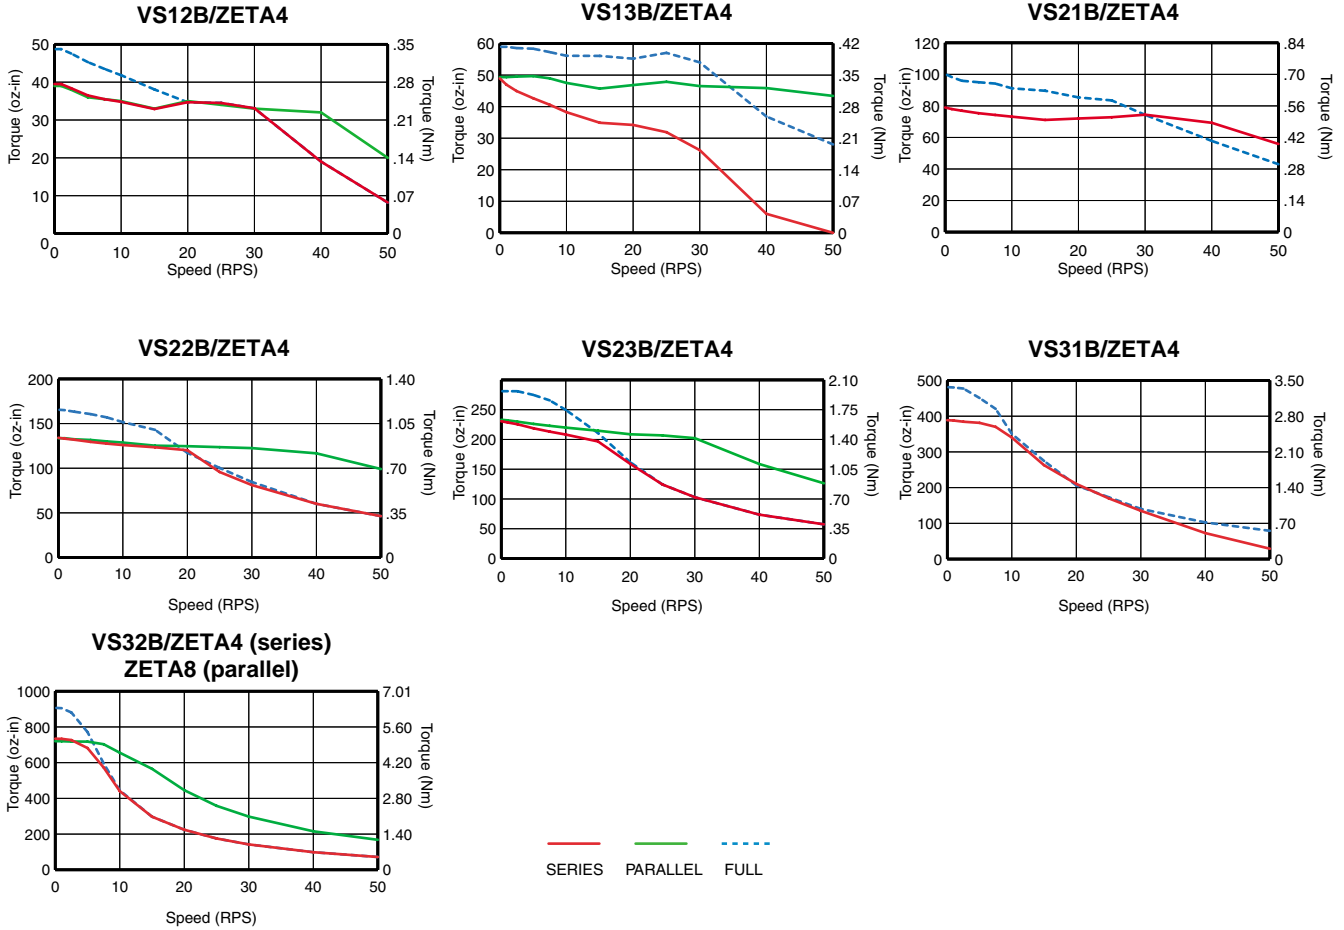 VS12B/ZETA4
Torque (oz-in)
50
40
30
20
10
0
.35
.28
.21
.14
.07
0
Torque (Nm)
0 10 20 30 40 50
Speed (RPS)
VS13B/ZETA4
Torque (oz-in)
60
50
40
30
20
10
0
.42
.35
.28
.21
.14
.07
0
Torque (Nm)
0 10 20 30 40 50
Speed (RPS)
VS21B/ZETA4
Torque (oz-in)
120
100
80
60
40
20
0
.84
.70
.56
.42
.28
.14
0
Torque (Nm)
0 10 20 30 40 50
Speed (RPS)
VS22B/ZETA4
Torque (oz-in)
200
150
100
50
0
1.40
1.05
.70
.35
0
Torque (Nm)
0 10 20 30 40 50
Speed (RPS)
VS23B/ZETA4
Torque (oz-in)
250
200
150
100
50
0
2.10
1.75
1.40
1.05
.70
.35
0
Torque (Nm)
0 10 20 30 40 50
Speed (RPS)
VS31B/ZETA4
Torque (oz-in)
500
400
300
200
100
0
3.50
2.80
2.10
1.40
.70
0
Torque (Nm)
0 10 20 30 40 50
Speed (RPS)
VS32B/ZETA4 (series)
ZETA8 (parallel)
Torque (oz-in)
1000
800
600
400
200
0
7.01
5.60
4.20
2.80
1.40
0
Torque (Nm)
0 10 20 30 40 50
Speed (RPS)
SERIES PARALLEL FULL